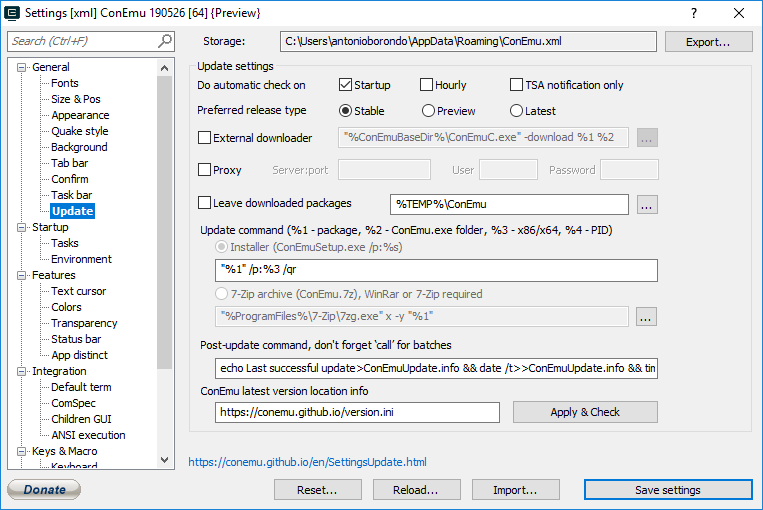 Settings [xml] ConEmu 190526 [64] {Preview}
Search (Ctrl+F)
Storage: C:\Users\antonioborondo\AppData\Roaming\ConEmu.xml Export...
General
Fonts
Size & Pos
Appearance
Quake style
Background
Tab bar
Confirm
Task bar
Update
Startup
Tasks
Environment
Features
Text cursor
Colors
Transparency
Status bar
App distinct
Integration
Default term
ComSpec
Children GUI
ANSI execution
Keys & Macro
Keyboard
Update settings
Do automatic check on Startup Hourly TSA notification only
Preferred release type Stable Preview Latest
External downloader "%ConEmuBaseDir%\ConEmuC.exe" -download %1 %2 ...
Proxy Server:port User Password
Leave downloaded packages %TEMP%\ConEmu ...
Update command (%1 - package, %2 - ConEmu.exe folder, %3 - x86/x64, %4 - PID)
Installer (ConEmuSetup.exe /p:%s)
"%1" /p:%3 /qr
7-Zip archive (ConEmu.7z), WinRar or 7-Zip required
"%ProgramFiles%\7-Zip\7zg.exe" x -y "%1" ...
Post-update command, don't forget ‘call’ for batches
echo Last successful update>ConEmuUpdate.info && date /t>>ConEmuUpdate.info && tim
ConEmu latest version location info
https://conemu.github.io/version.ini Apply & Check
https://conemu.github.io/en/SettingsUpdate.html
Donate Reset... Reload... Import... Save settings